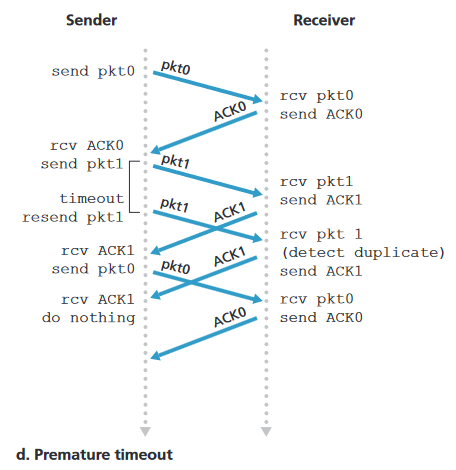 Sender
Receiver
send pkt0
pkt0
rcv pkt0
send ACK0
ACK0
rcv ACK0
send pkt1
pkt1
rcv pkt1
send ACK1
timeout
resend pkt1
pkt1
ACK1
rcv pkt 1
(detect duplicate)
send ACK1
rcv ACK1
send pkt0
pkt0
ACK1
rcv pkt0
send ACK0
rcv ACK1
do nothing
ACK0
d. Premature timeout